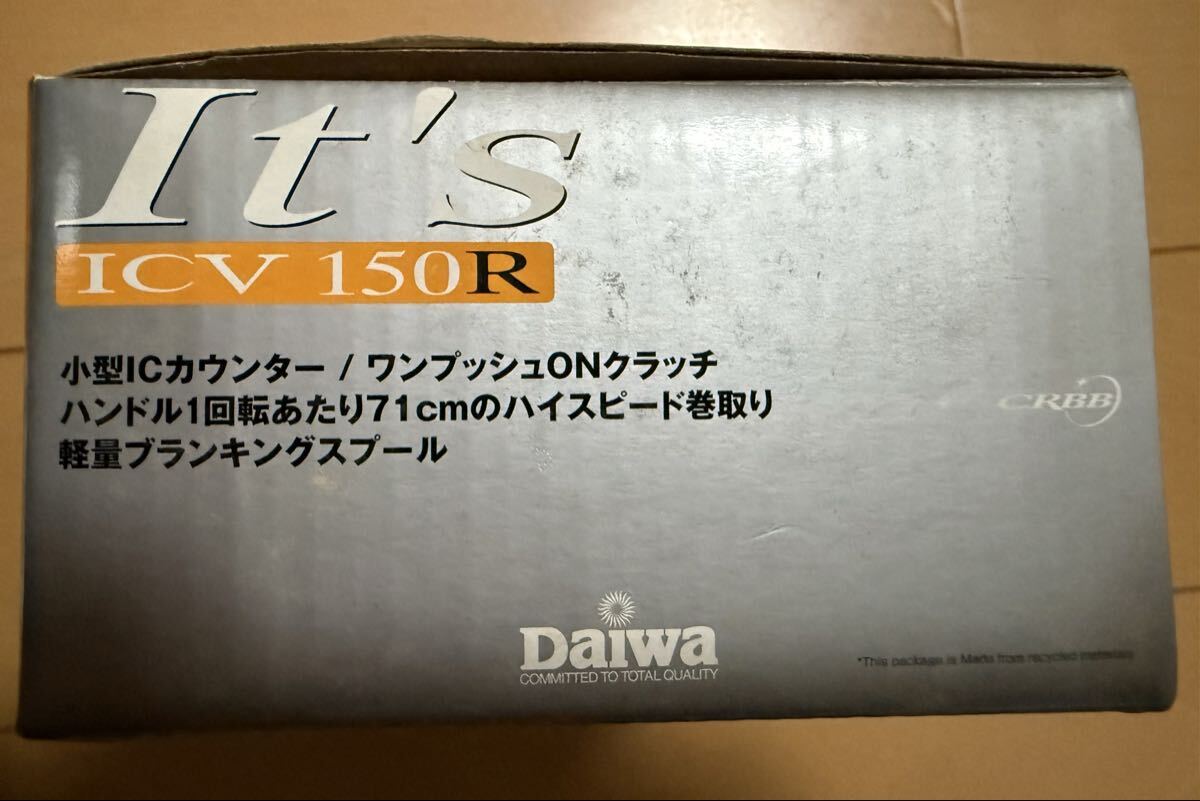 It's
ICV 150R
小型ICカウンター / ワンプッシュONクラッチ
ハンドル1回転あたり71cmのハイスピード巻取り
軽量ブランキングスプール
CRBB
Daiwa
COMMITTED TO TOTAL QUALITY
*This package is Made from recycled materials